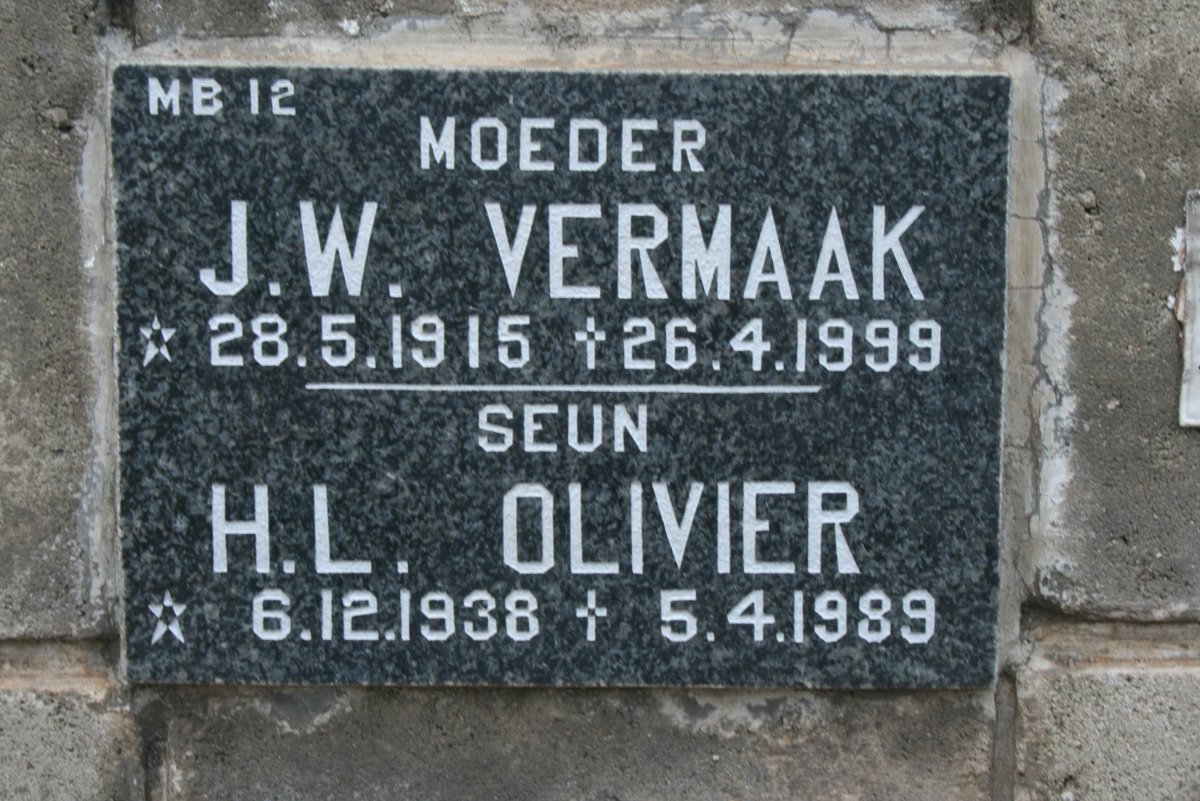 MB 12
MOEDER
J.W. VERMAAK
☆ 28.5.1915 ✝ 26.4.1999
SEUN
H.L. OLIVIER
☆ 6.12.1938 ✝ 5.4.1989